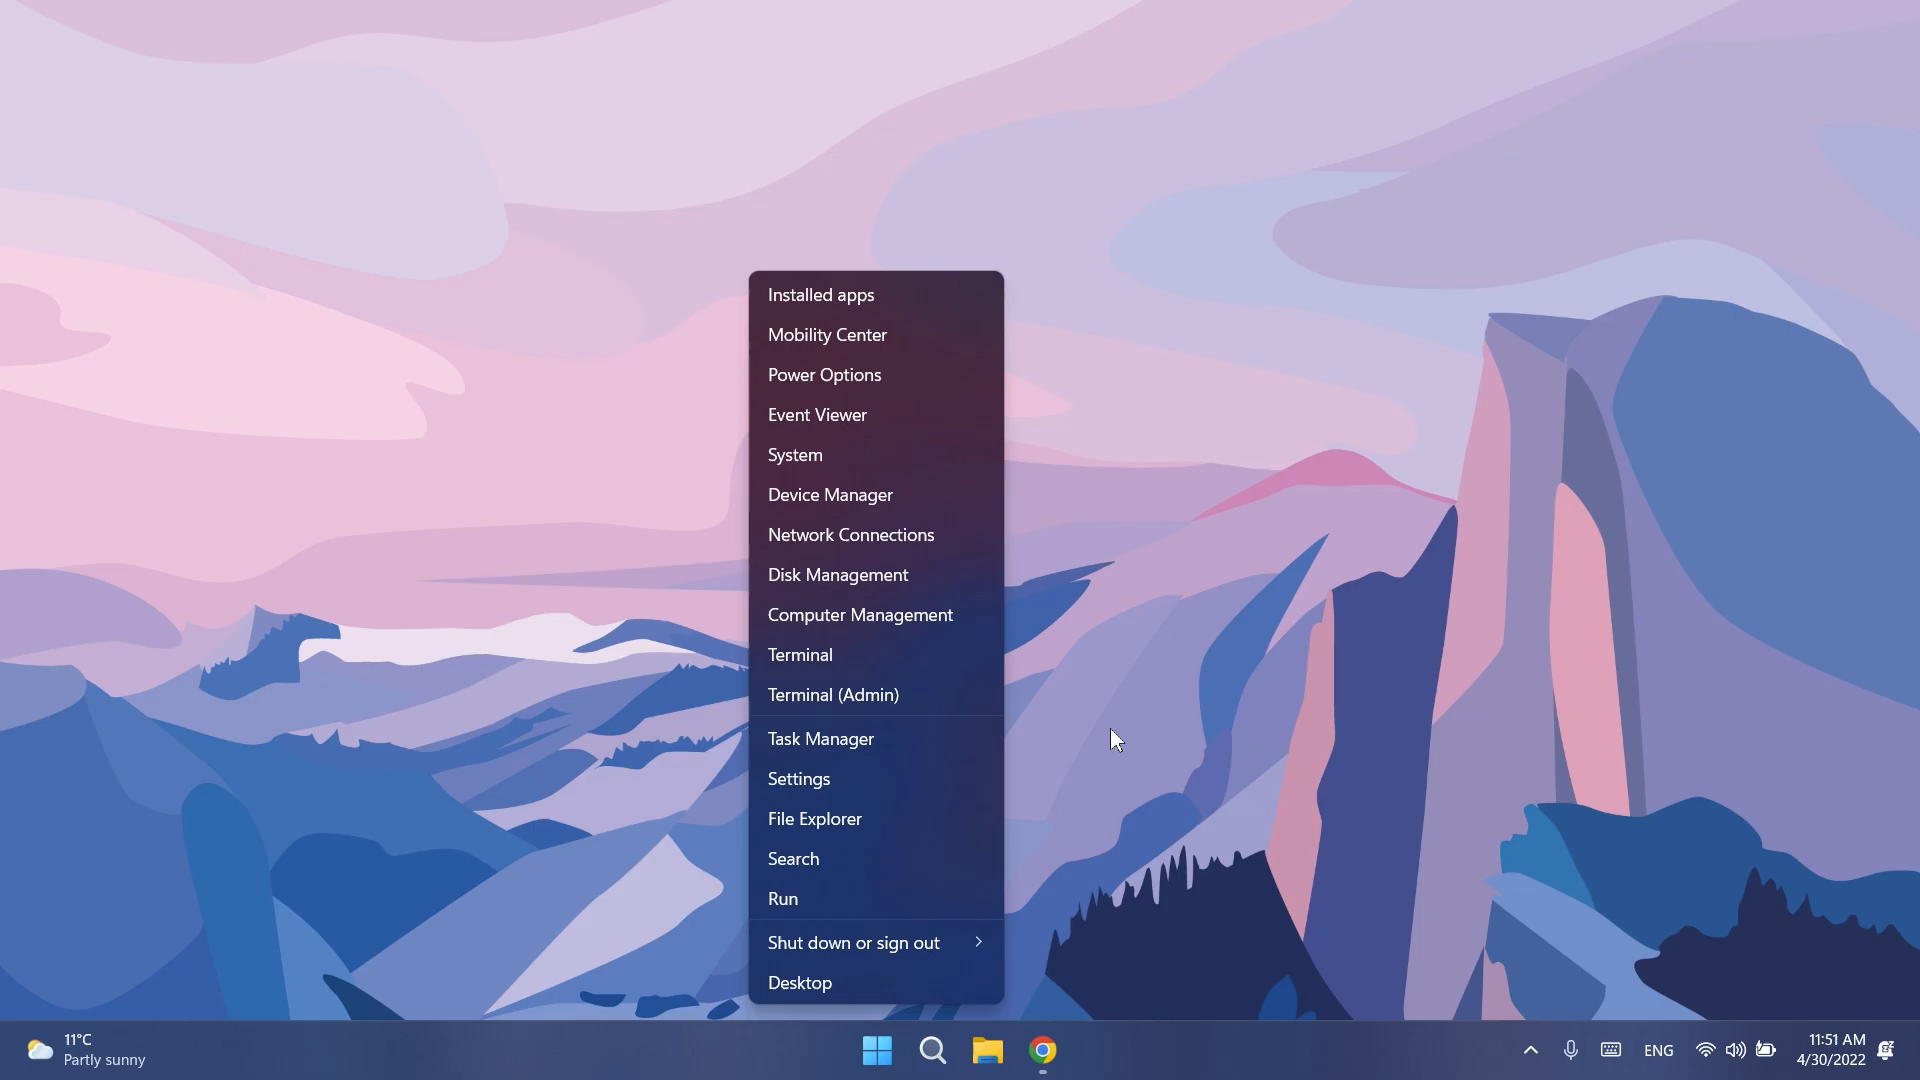 Installed apps
Mobility Center
Power Options
Event Viewer
System
Device Manager
Network Connections
Disk Management
Computer Management
Terminal
Terminal (Admin)
Task Manager
Settings
File Explorer
Search
Run
Shut down or sign out
Desktop
11°C
Partly sunny
ENG
11:51 AM
4/30/2022